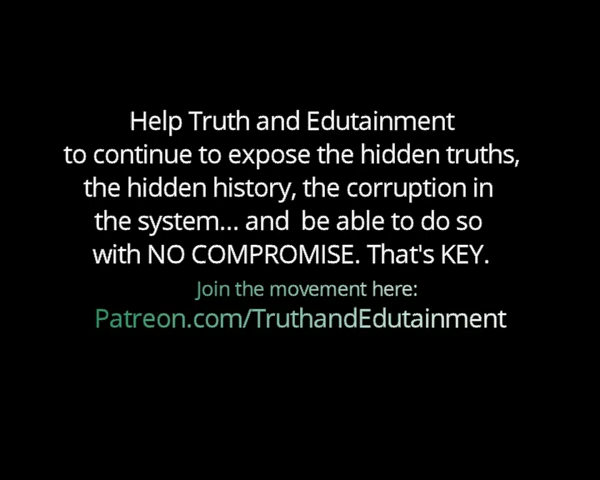 Help Truth and Edutainment
to continue to expose the hidden truths,
the hidden history, the corruption in
the system... and be able to do so
with NO COMPROMISE. That's KEY.
Join the movement here:
Patreon.com/TruthandEdutainment